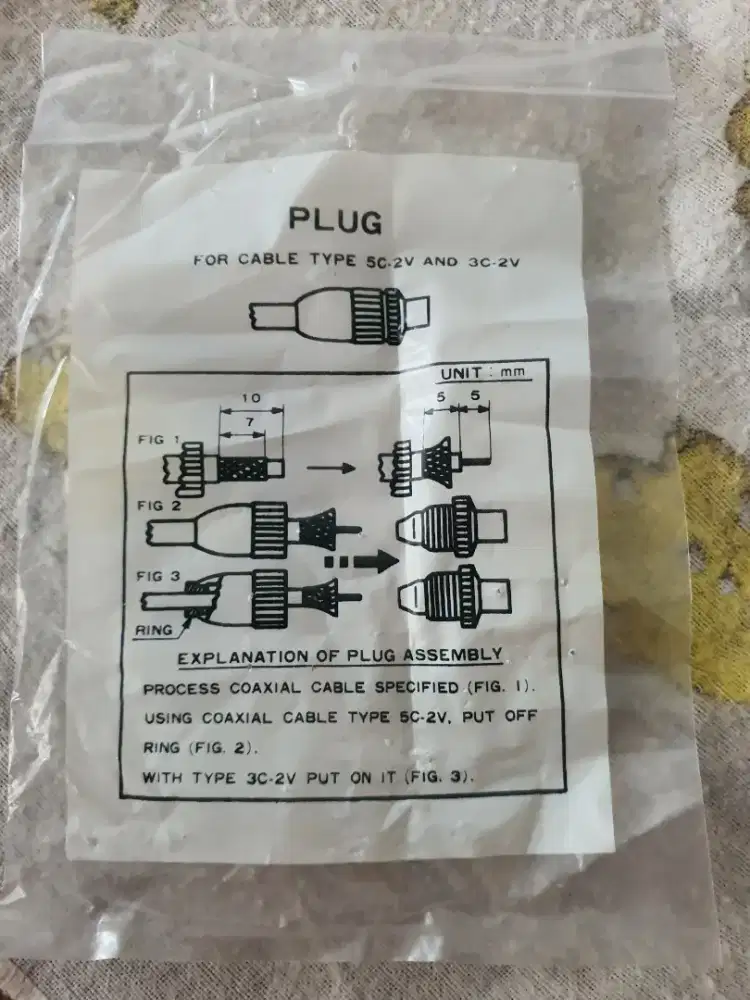 PLUG
FOR CABLE TYPE 5C-2V AND 3C-2V
UNIT : mm
10
7
5 5
FIG 1
FIG 2
FIG 3
RING
EXPLANATION OF PLUG ASSEMBLY
PROCESS COAXIAL CABLE SPECIFIED (FIG. 1).
USING COAXIAL CABLE TYPE 5C-2V, PUT OFF
RING (FIG. 2).
WITH TYPE 3C-2V PUT ON IT (FIG. 3).